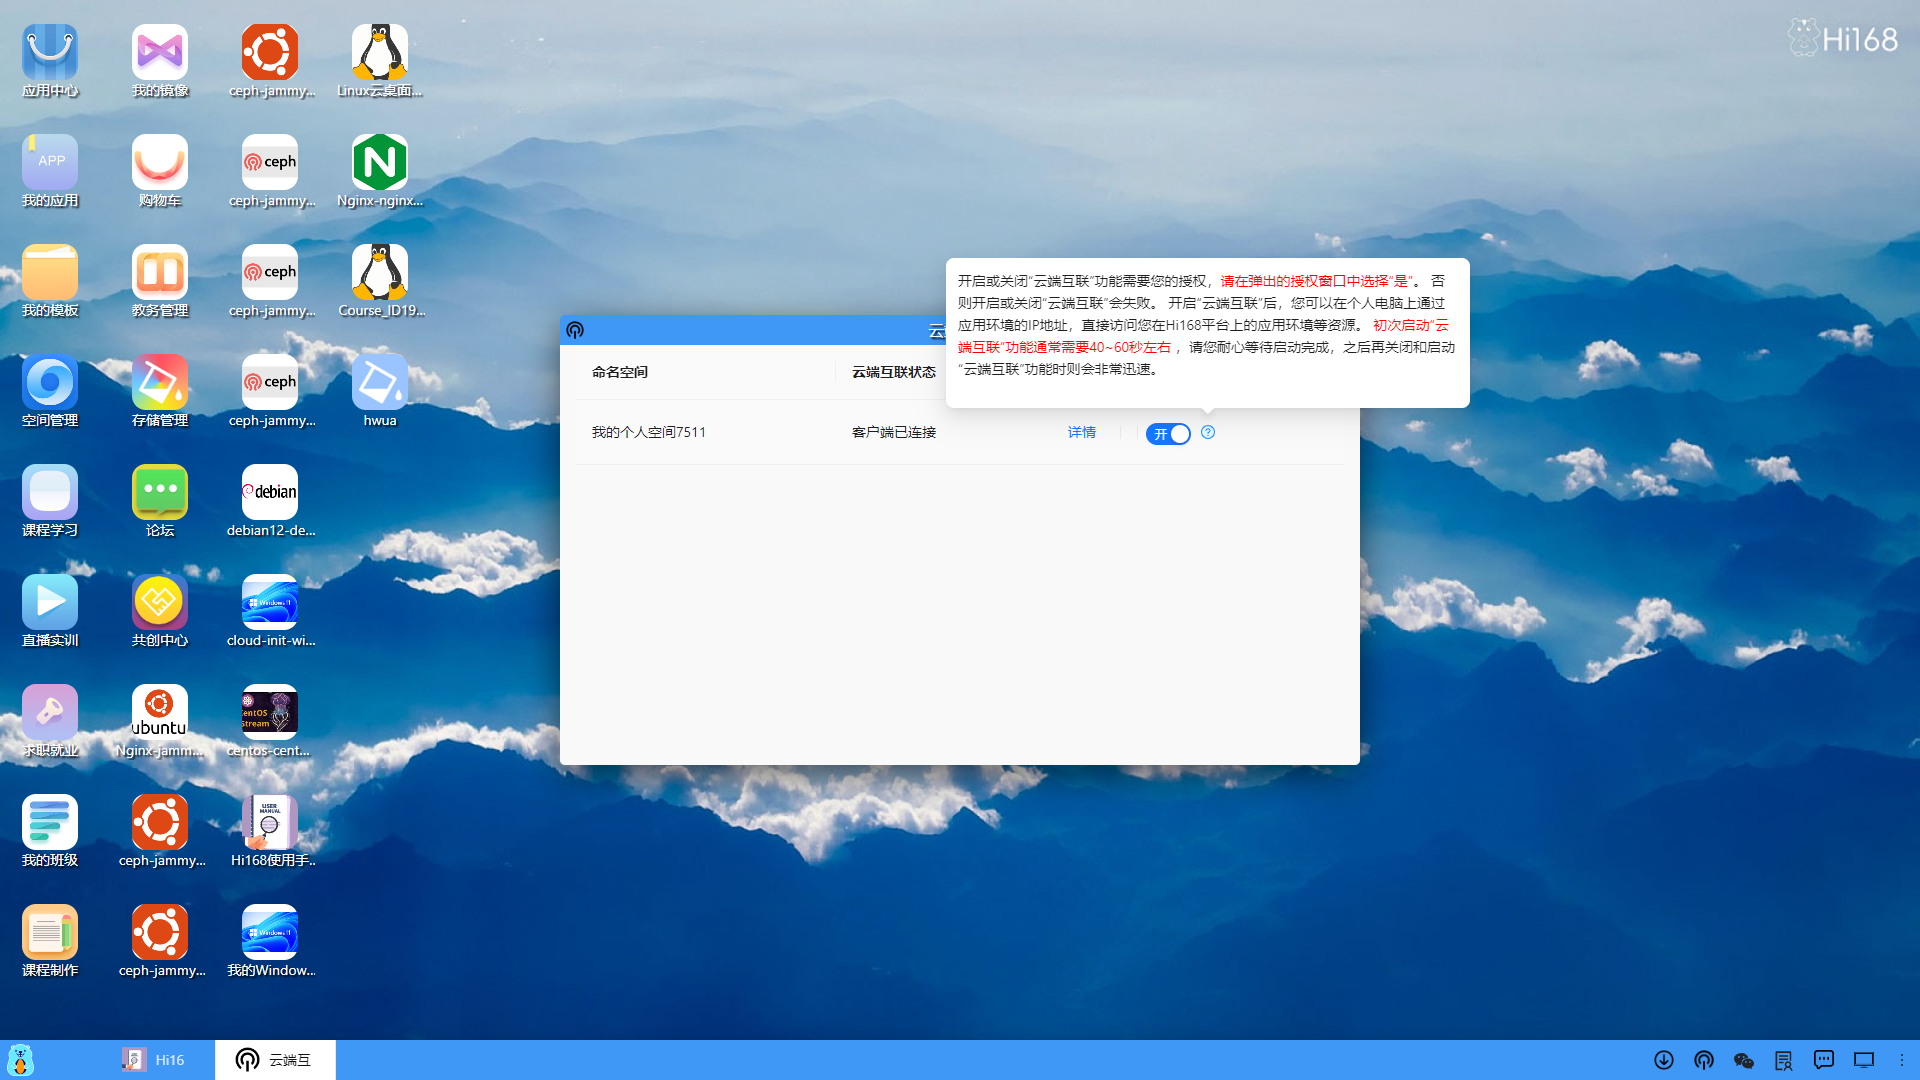 Hi168
应用中心
我的镜像
ceph-jammy...
Linux云桌面...
APP
我的应用
购物车
ceph
ceph-jammy...
Nginx-nginx...
我的模板
教务管理
ceph
ceph-jammy...
Course_ID19...
空间管理
存储管理
ceph
ceph-jammy...
hwua
课程学习
论坛
debian
debian12-de...
直播实训
共创中心
Windows 11
cloud-init-wi...
求职就业
ubuntu
Nginx-jamm...
entOS
Stream
centos-cent...
我的班级
ceph-jammy...
USER
MANUAL
Hi168使用手...
课程制作
ceph-jammy...
Windows 11
我的Window...
开启或关闭“云端互联”功能需要您的授权，请在弹出的授权窗口中选择“是”。 否
则开启或关闭“云端互联”会失败。 开启“云端互联”后，您可以在个人电脑上通过
应用环境的IP地址，直接访问您在Hi168平台上的应用环境等资源。 初次启动“云
端互联”功能通常需要40~60秒左右 ，请您耐心等待启动完成，之后再关闭和启动
“云端互联”功能时则会非常迅速。
云
命名空间
云端互联状态
我的个人空间7511
客户端已连接
详情
开
Hi16
云端互